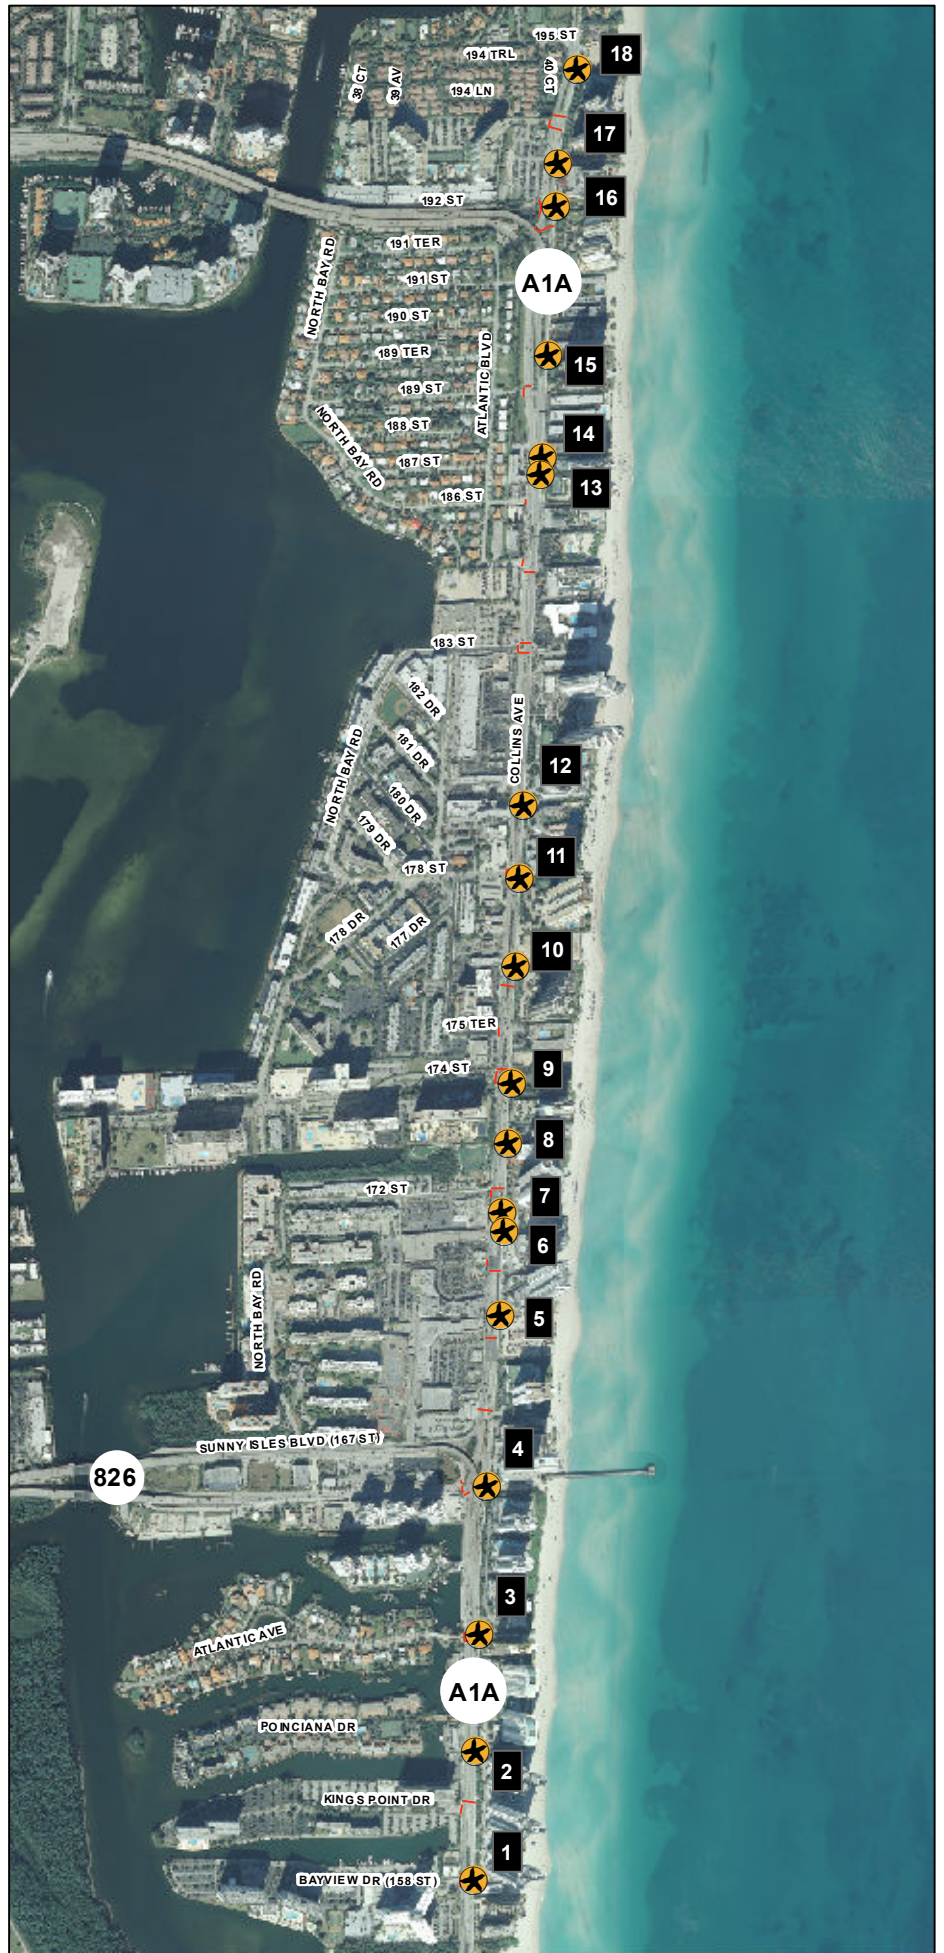 195 ST
18
194 TRL
38 CT
39 AV
40 CT
194 LN
17
192 ST
16
NORTH BAY RD
191 TER
191 ST
A1A
190 ST
189 TER
ATLANTIC BLVD
15
189 ST
NORTH BAY RD
188 ST
14
187 ST
186 ST
13
183 ST
182 DR
COLLINS AVE
181 DR
NORTH BAY RD
12
180 DR
179 DR
178 ST
11
178 DR
177 DR
10
175 TER
174 ST
9
8
172 ST
7
6
NORTH BAY RD
5
SUNNY ISLES BLVD (167 ST)
4
826
3
ATLANTIC AVE
A1A
POINCIANA DR
2
KINGS POINT DR
1
BAYVIEW DR (158 ST)